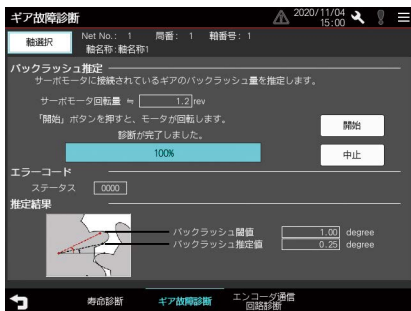 ギア故障診断
2020/11/04
15:00
軸選択
Net No.: 1 局番: 1 軸番号: 1
軸名称:軸名称1
バックラッシュ推定
サーボモータに接続されているギアのバックラッシュ量を推定します。
サーボモータ回転量 ≒ 1.2 rev
「開始」ボタンを押すと、モータが回転します。
開始
診断が完了しました。
100%
中止
エラーコード
ステータス 0000
推定結果
バックラッシュ閾値 1.00 degree
バックラッシュ推定値 0.25 degree
寿命診断
ギア故障診断
エンコーダ通信
回路診断